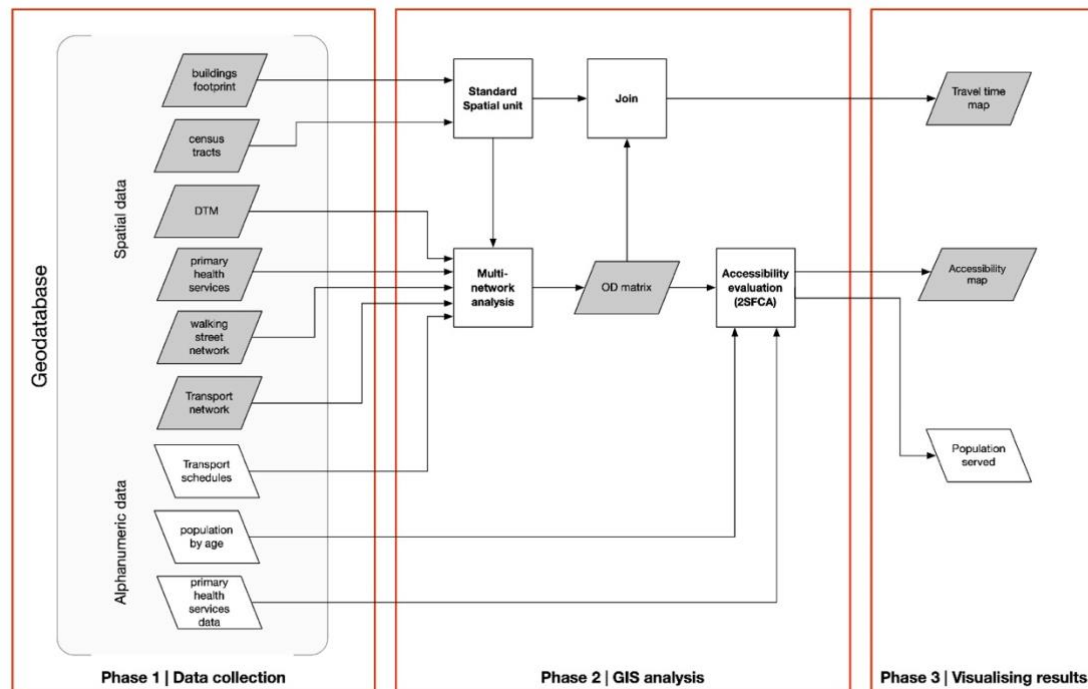 Geodatabase
Spatial data
Alphanumeric data
buildings
footprint
census
tracts
DTM
primary
health
services
walking
street
network
Transport
network
Transport
schedules
population
by age
primary
health
services
data
Phase 1 | Data collection
Standard
Spatial unit
Join
Multi-
network
analysis
OD matrix
Accessibility
evaluation
(2SFCA)
Phase 2 | GIS analysis
Travel time
map
Accessibility
map
Population
served
Phase 3 | Visualising results